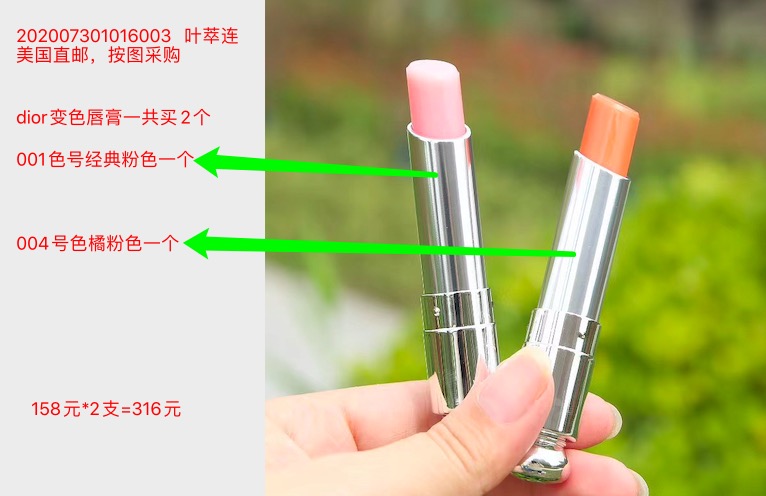 202007301016003 叶萃连
美国直邮，按图采购
dior变色唇膏一共买2个
001色号经典粉色一个
004号色橘粉色一个
158元*2支=316元